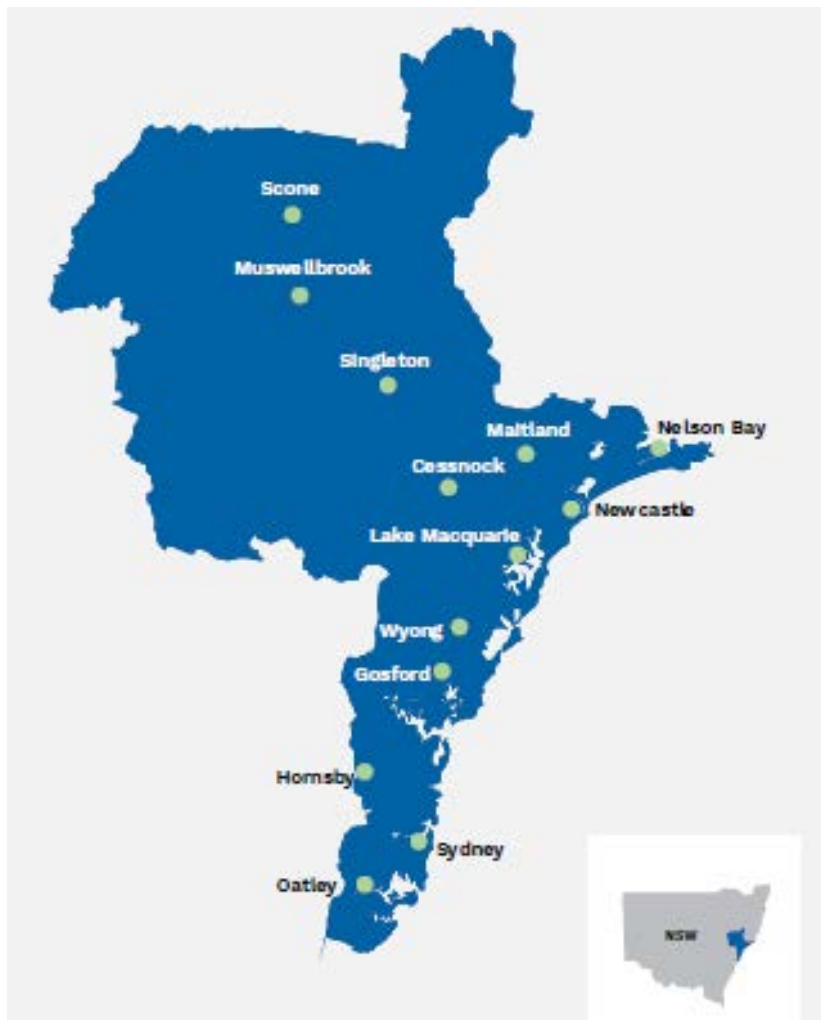 Scone
Muswellbrook
Singleton
Maitland
Nelson Bay
Cessnock
Newcastle
Lake Macquarie
Wyong
Gosford
Hornsby
Sydney
Oatley
NSW